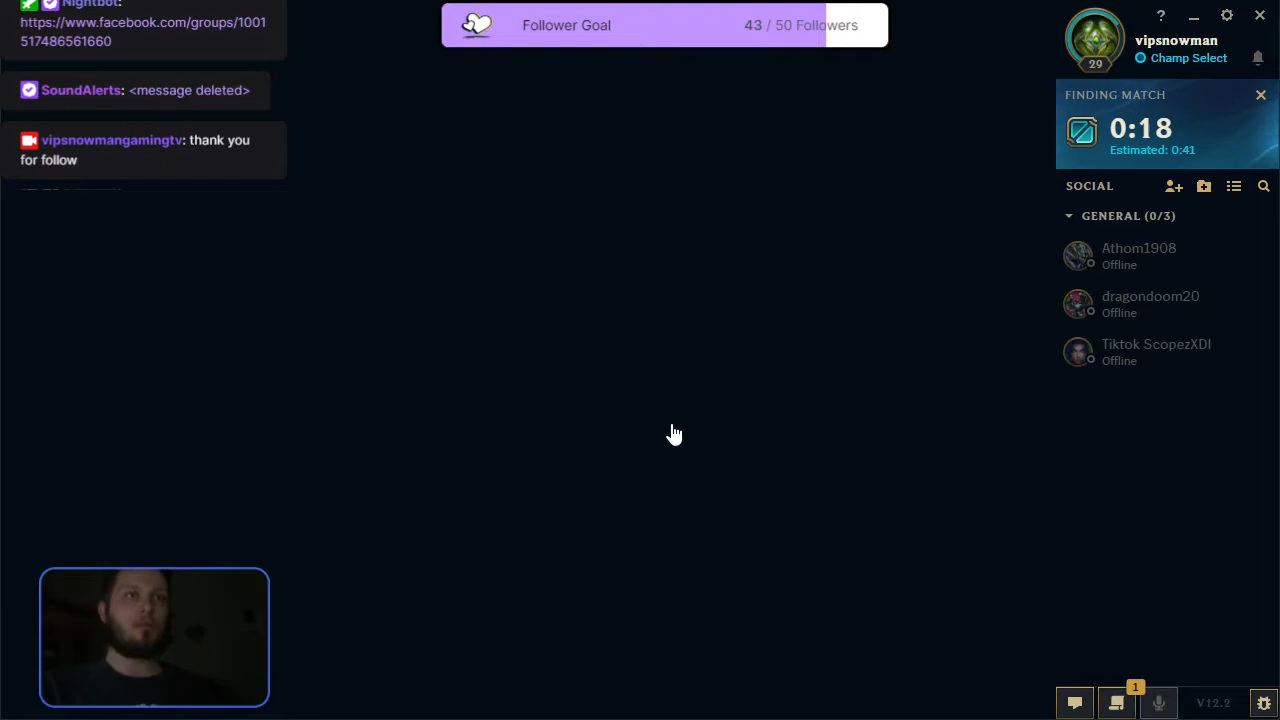 Nightbot:
https://www.facebook.com/groups/1001
517486561660
SoundAlerts: <message deleted>
vipsnowmangamingtv: thank you
for follow
Follower Goal 43 / 50 Followers
?
vipsnowman
29
Champ Select
FINDING MATCH
0:18
Estimated: 0:41
SOCIAL
GENERAL (0/3)
Athom1908
Offline
dragondoom20
Offline
Tiktok ScopezXDI
Offline
1
V12.2